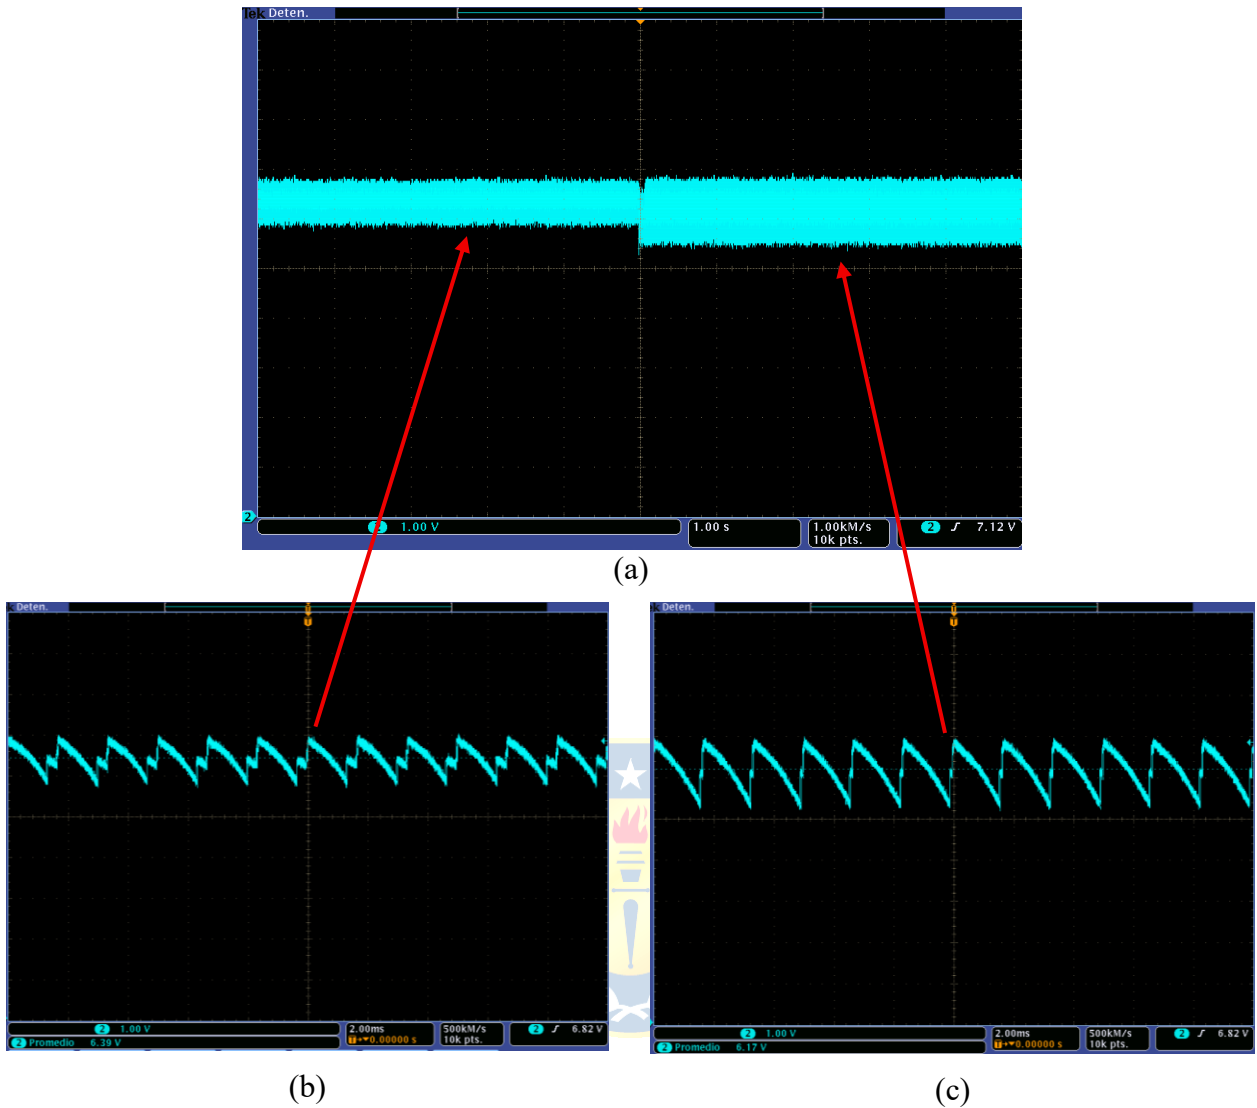 Tek Deten.
2
2 1.00 V
1.00 s
1.00kM/s
10k pts.
2 7.12 V
(a)
Deten.
T
2 1.00 V
2 Promedio 6.39 V
2.00ms
T 0.00000 s
500kM/s
10k pts.
2 6.82 V
Deten.
T
2 1.00 V
2 Promedio 6.17 V
2.00ms
T 0.00000 s
500kM/s
10k pts.
2 6.82 V
(b)
(c)